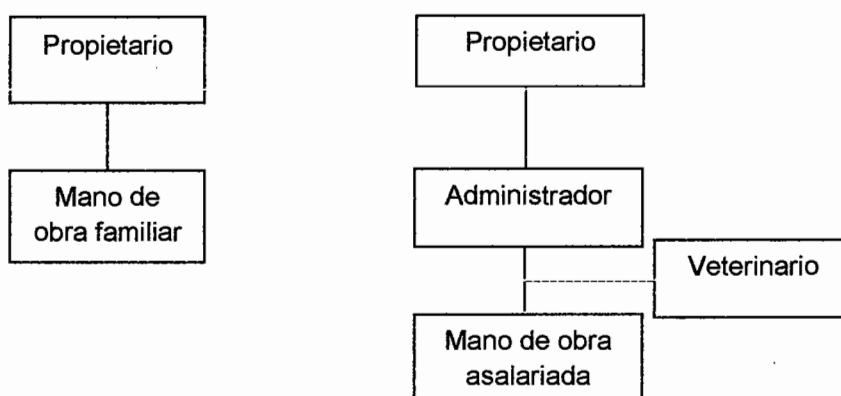 Propietario
Mano de
obra familiar
Propietario
Administrador
Veterinario
Mano de obra
asalariada